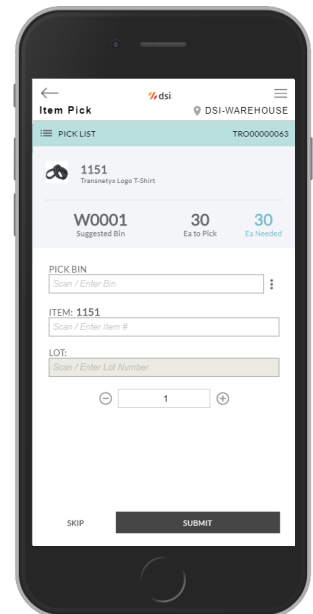 dsi
Item Pick DSI-WAREHOUSE
PICK LIST TRO00000063
1151
Transnetyx Logo T-Shirt
W0001 30 30
Suggested Bin Ea to Pick Ea Needed
PICK BIN
Scan / Enter Bin
ITEM: 1151
Scan / Enter Item #
LOT:
Scan / Enter Lot Number
1
SKIP SUBMIT